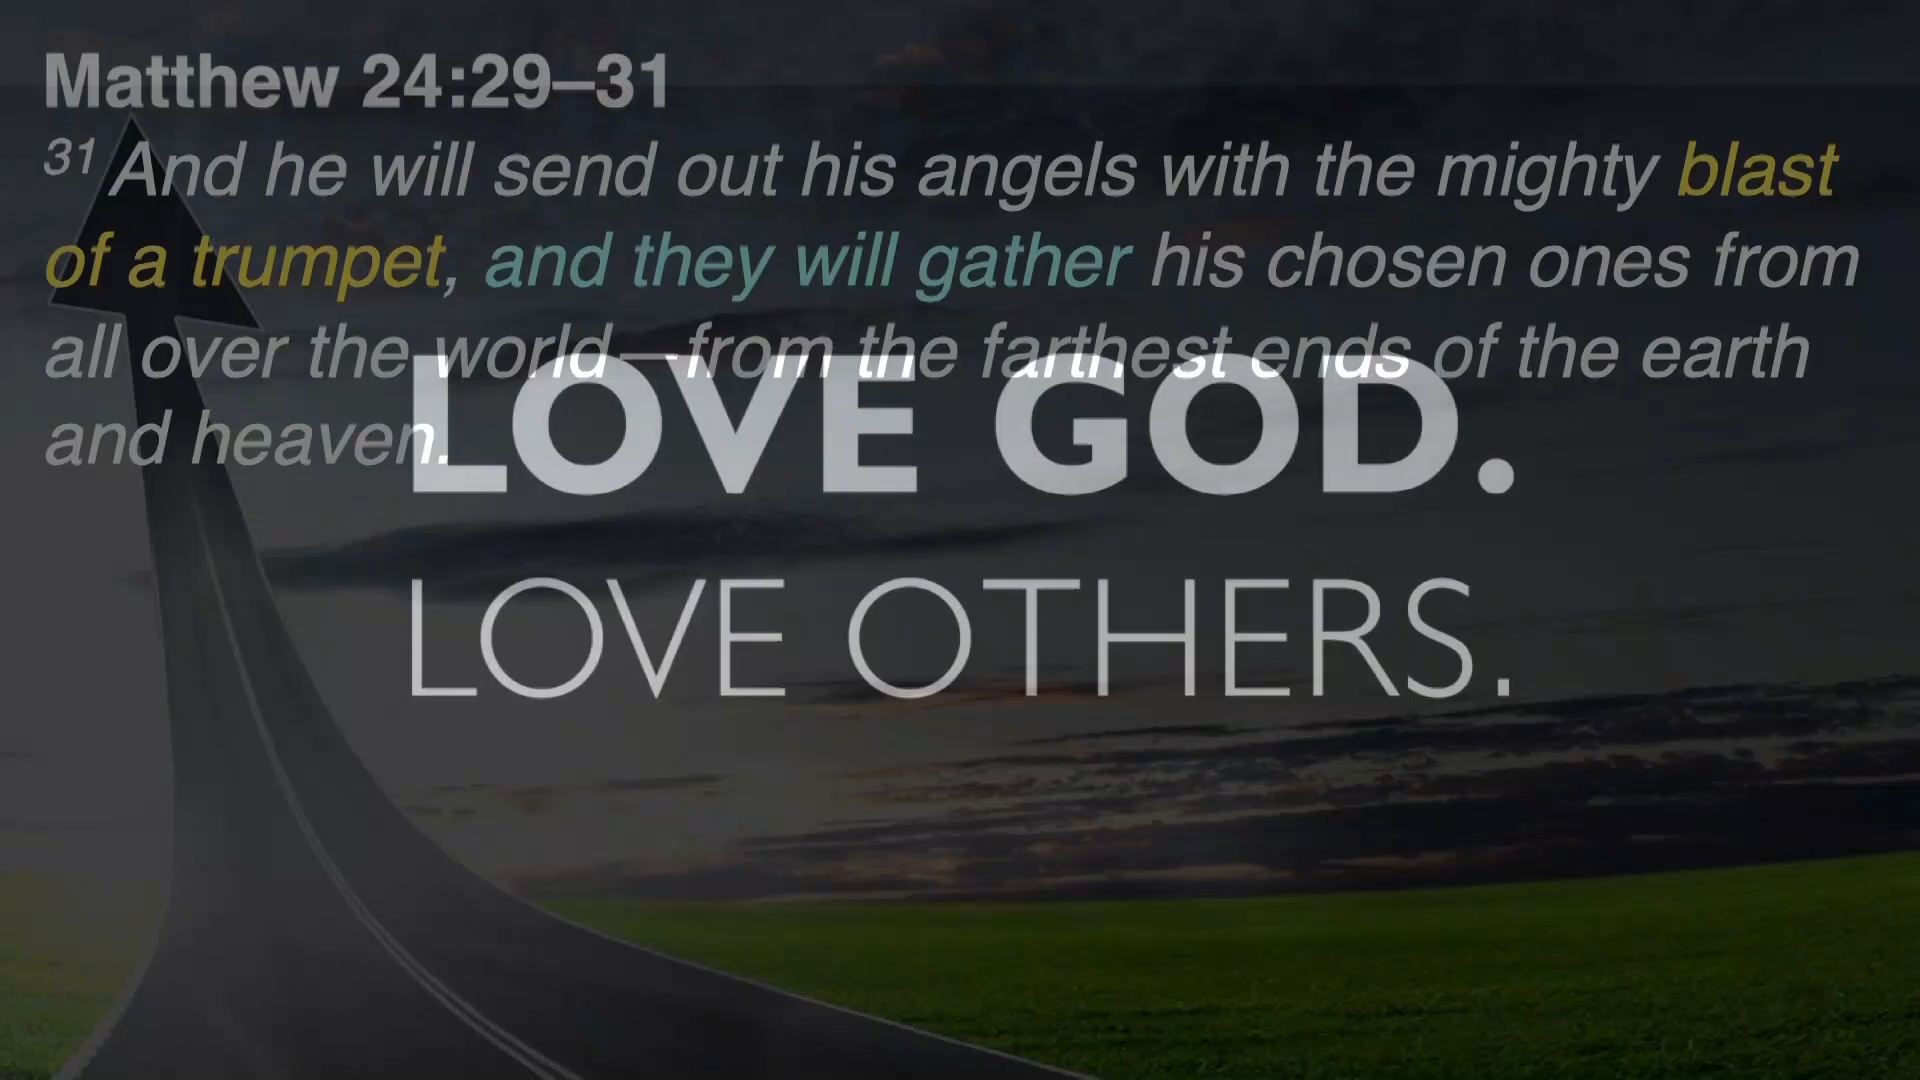 Matthew 24:29–31
31 And he will send out his angels with the mighty blast
of a trumpet, and they will gather his chosen ones from
all over the world—from the farthest ends of the earth
and heaven.
LOVE GOD.
LOVE OTHERS.